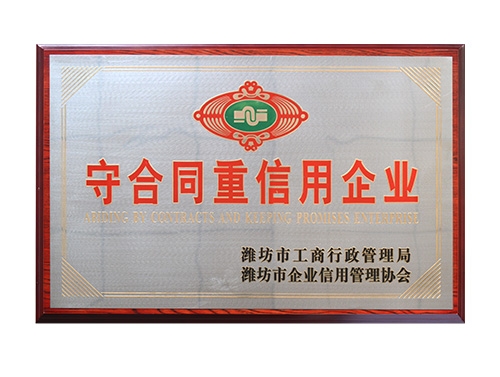 守合同重信用企业
ABIDING BY CONTRACTS AND KEEPING PROMISES ENTERPRISE
潍坊市工商行政管理局
潍坊市企业信用管理协会